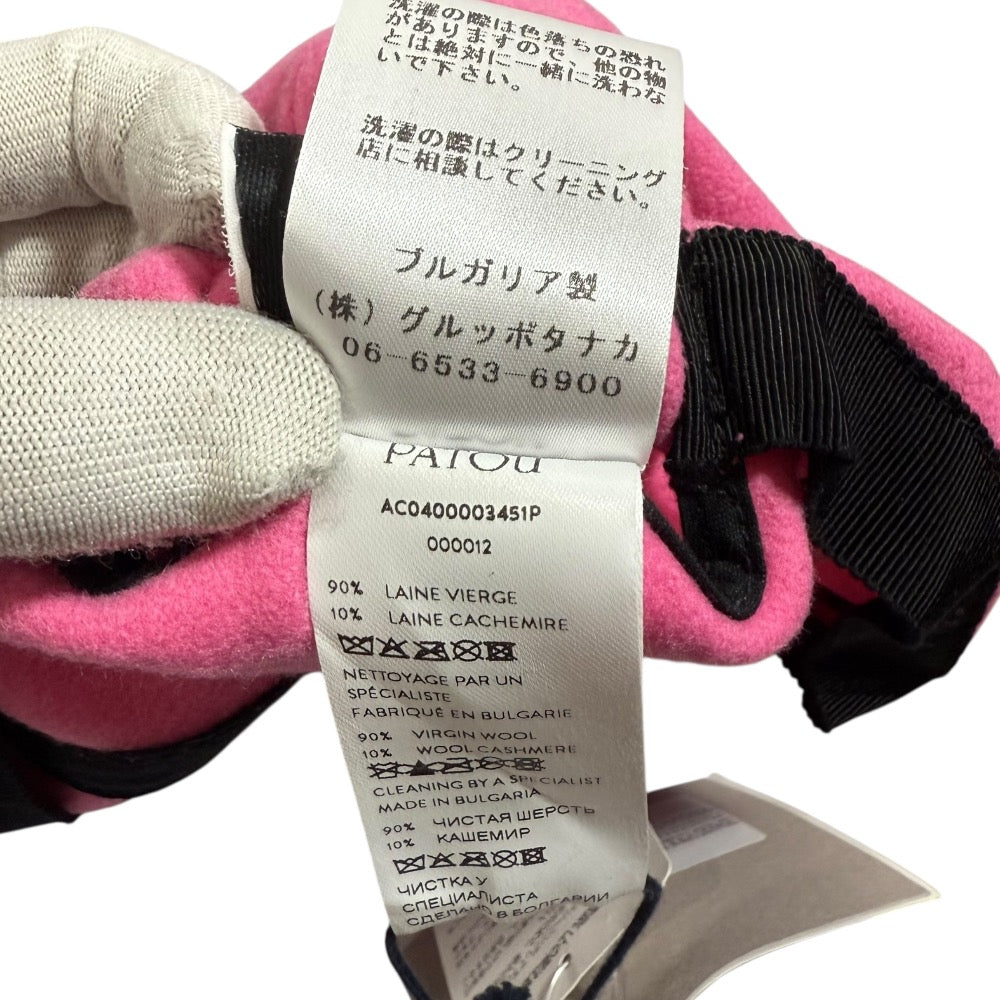 洗濯の際は色落ちの恐れ
がありますので、他の物
とは絶対に一緒に洗わな
いで下さい。
洗濯の際はクリーニング
店に相談してください。
ブルガリア製
(株) グルッポタナカ
06-6533-6900
PATOU
AC0400003451P
000012
90% LAINE VIERGE
10% LAINE CACHEMIRE
NETTOYAGE PAR UN
SPÉCIALISTE
FABRIQUÉ EN BULGARIE
90% VIRGIN WOOL
10% WOOL CASHMERE
CLEANING BY A SPECIALIST
MADE IN BULGARIA
90% ЧИСТАЯ ШЕРСТЬ
10% КАШЕМИР
ЧИСТКА У
СПЕЦИАЛИСТА
СДЕЛАНО В БОЛГАРИИ